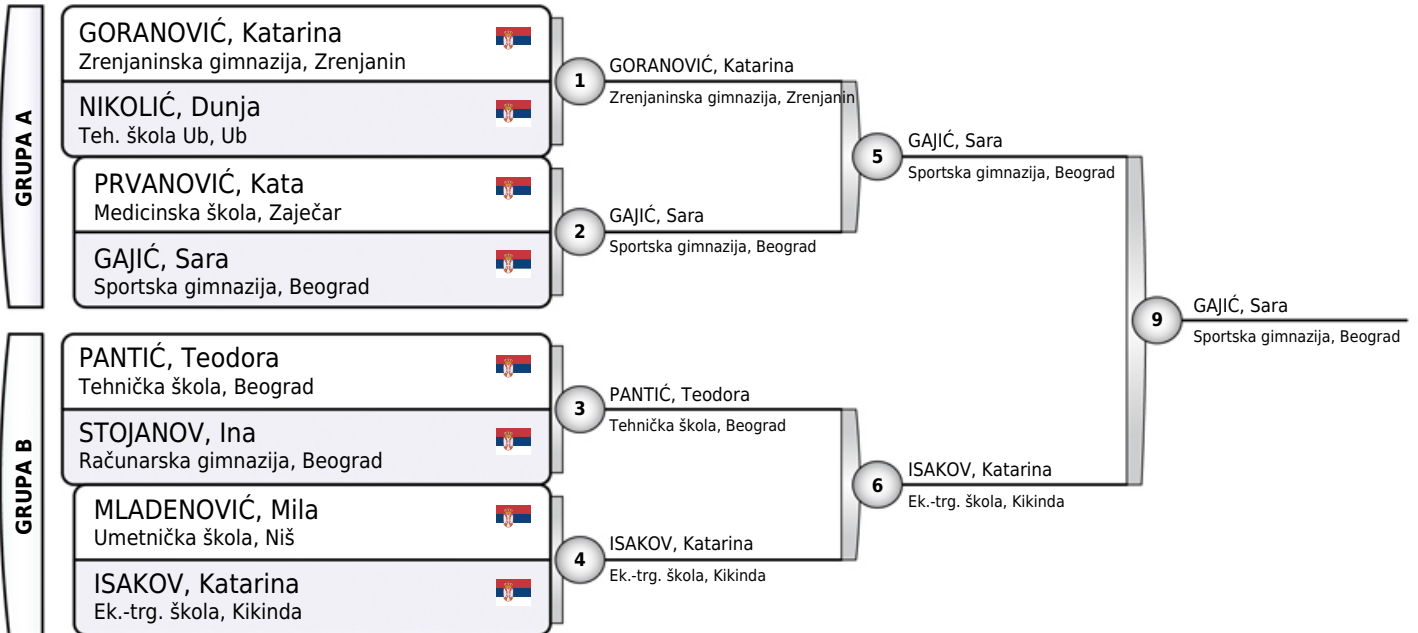 GRUPA A
GORANOVIĆ, Katarina
Zrenjaninska gimnazija, Zrenjanin
NIKOLIĆ, Dunja
Teh. škola Ub, Ub
PRVANOVIĆ, Kata
Medicinska škola, Zaječar
GAJIĆ, Sara
Sportska gimnazija, Beograd
GRUPA B
PANTIĆ, Teodora
Tehnička škola, Beograd
STOJANOV, Ina
Računarska gimnazija, Beograd
MLADENOVIĆ, Mila
Umetnička škola, Niš
ISAKOV, Katarina
Ek.-trg. škola, Kikinda
1
GORANOVIĆ, Katarina
Zrenjaninska gimnazija, Zrenjanin
2
GAJIĆ, Sara
Sportska gimnazija, Beograd
3
PANTIĆ, Teodora
Tehnička škola, Beograd
4
ISAKOV, Katarina
Ek.-trg. škola, Kikinda
5
GAJIĆ, Sara
Sportska gimnazija, Beograd
6
ISAKOV, Katarina
Ek.-trg. škola, Kikinda
9
GAJIĆ, Sara
Sportska gimnazija, Beograd